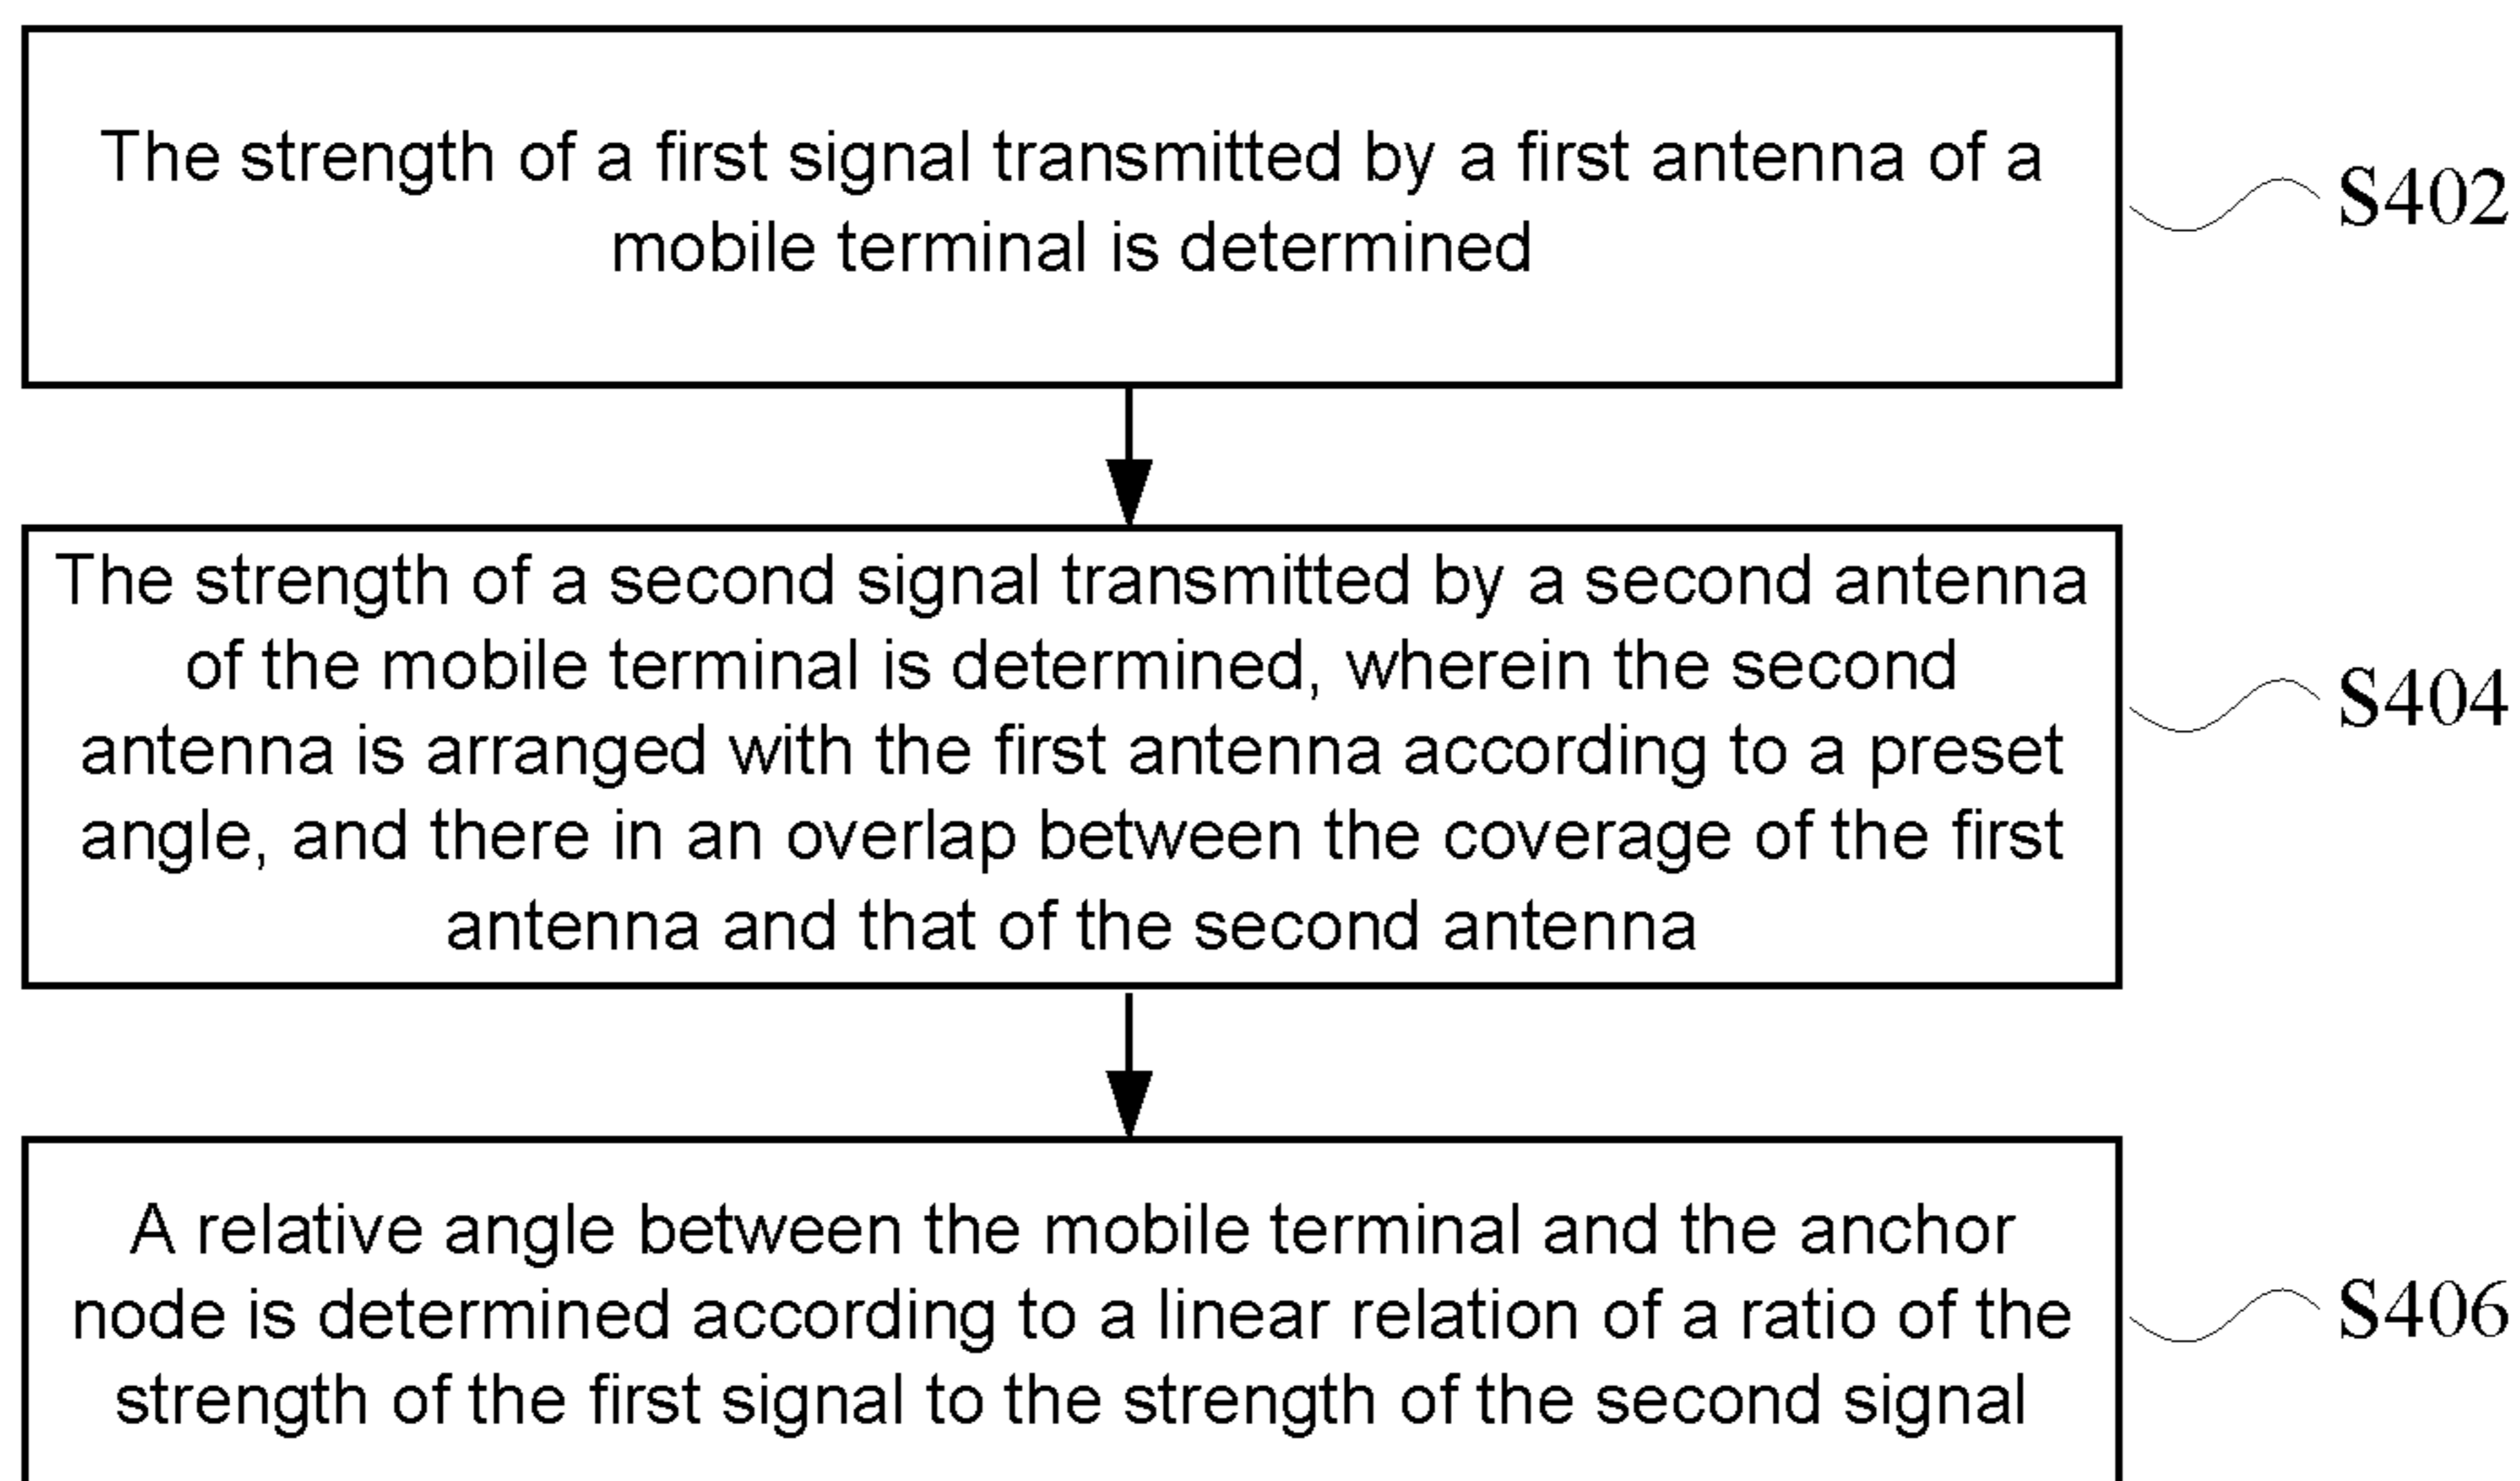 The strength of a first signal transmitted by a first antenna of a
mobile terminal is determined
S402
The strength of a second signal transmitted by a second antenna
of the mobile terminal is determined, wherein the second
antenna is arranged with the first antenna according to a preset
angle, and there in an overlap between the coverage of the first
antenna and that of the second antenna
S404
A relative angle between the mobile terminal and the anchor
node is determined according to a linear relation of a ratio of the
strength of the first signal to the strength of the second signal
S406